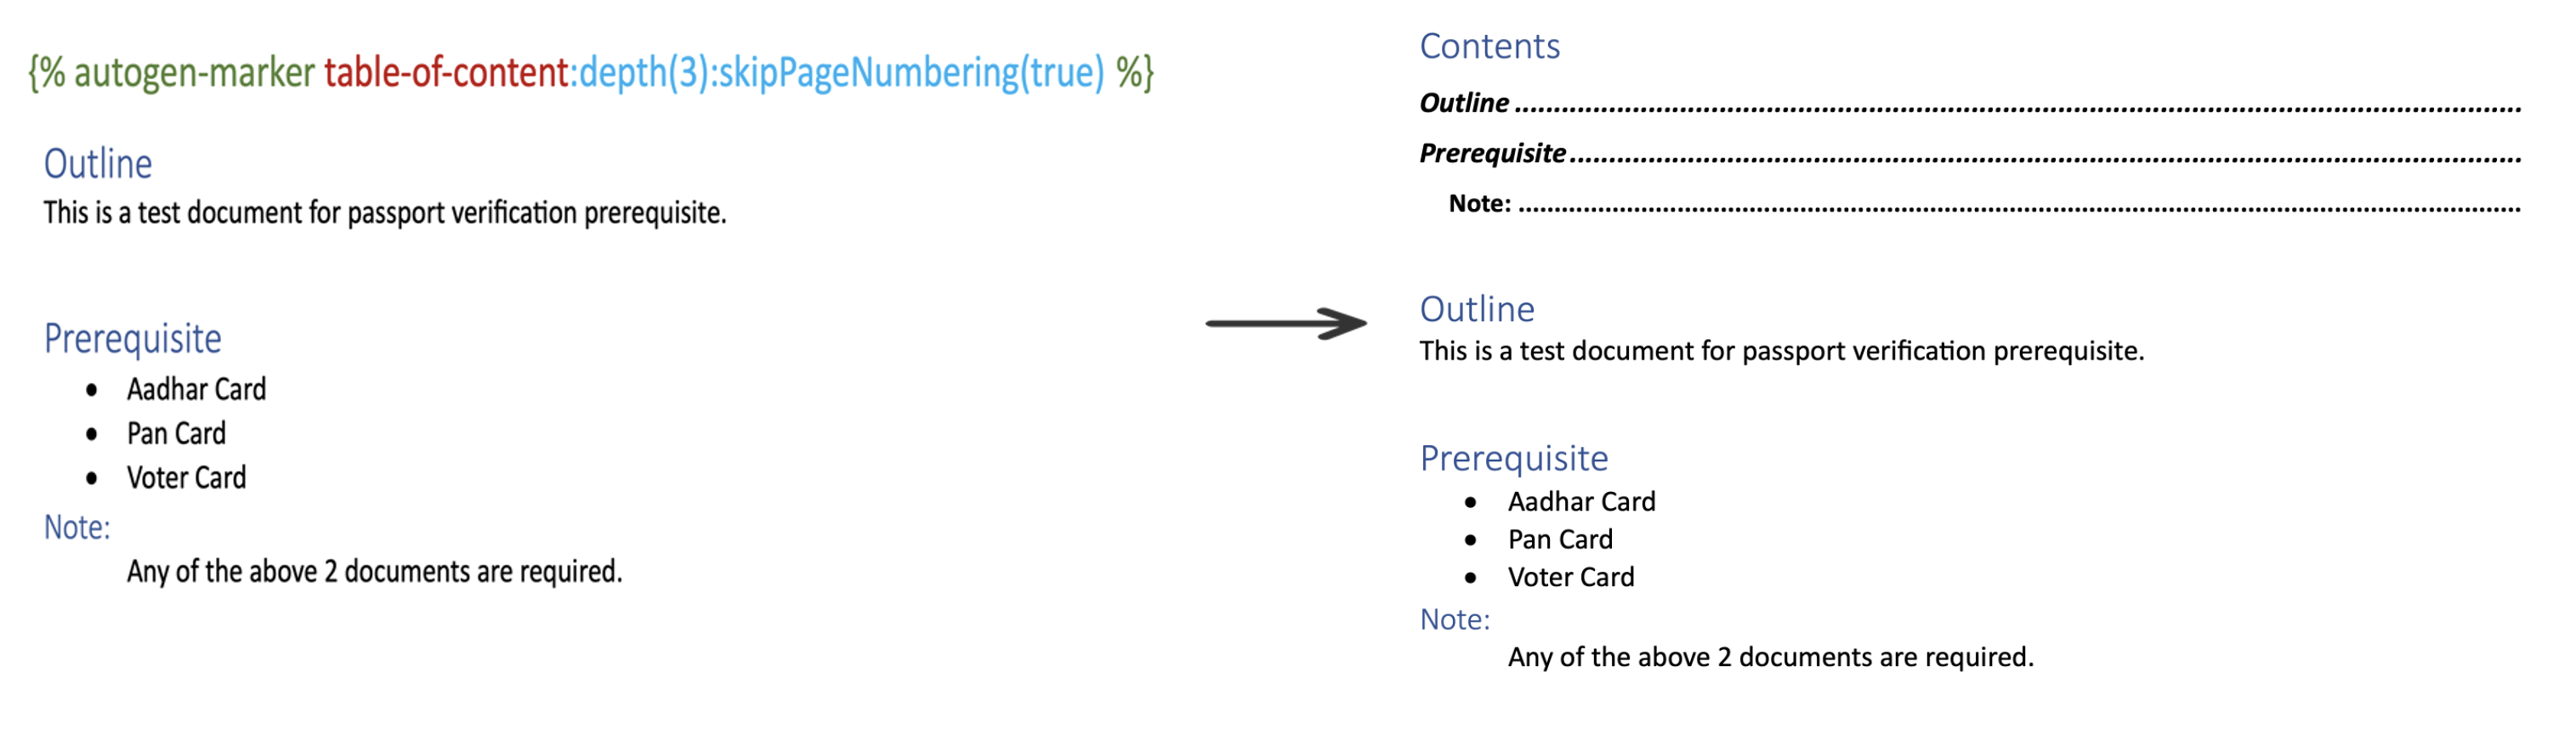 {% autogen-marker table-of-content:depth(3):skipPageNumbering(true) %}
Outline
This is a test document for passport verification prerequisite.
Prerequisite
• Aadhar Card
• Pan Card
• Voter Card
Note:
Any of the above 2 documents are required.
Contents
Outline ........................................................................................................................
Prerequisite ........................................................................................................................
Note: ........................................................................................................................
Outline
This is a test document for passport verification prerequisite.
Prerequisite
• Aadhar Card
• Pan Card
• Voter Card
Note:
Any of the above 2 documents are required.